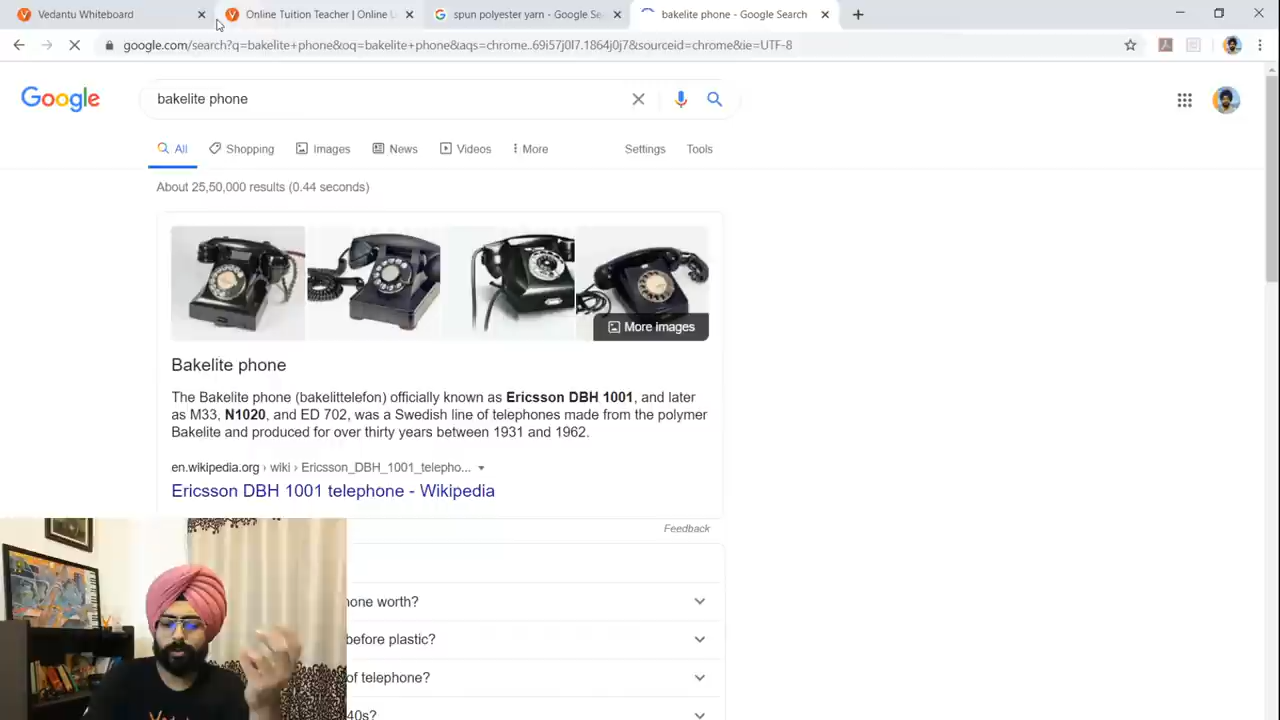 Vedantu Whiteboard
Online Tuition Teacher | Online U
spun polyester yarn - Google Se
bakelite phone - Google Search
google.com/search?q=bakelite+phone&oq=bakelite+phone&aqs=chrome..69i57j0l7.1864j0j7&sourceid=chrome&ie=UTF-8
Google
bakelite phone
All
Shopping
Images
News
Videos
More
Settings
Tools
About 25,50,000 results (0.44 seconds)
More images
Bakelite phone
The Bakelite phone (bakelittelefon) officially known as Ericsson DBH 1001, and later
as M33, N1020, and ED 702, was a Swedish line of telephones made from the polymer
Bakelite and produced for over thirty years between 1931 and 1962.
en.wikipedia.org › wiki › Ericsson_DBH_1001_telepho...
Ericsson DBH 1001 telephone - Wikipedia
Feedback
worth?
before plastic?
of telephone?
40s?